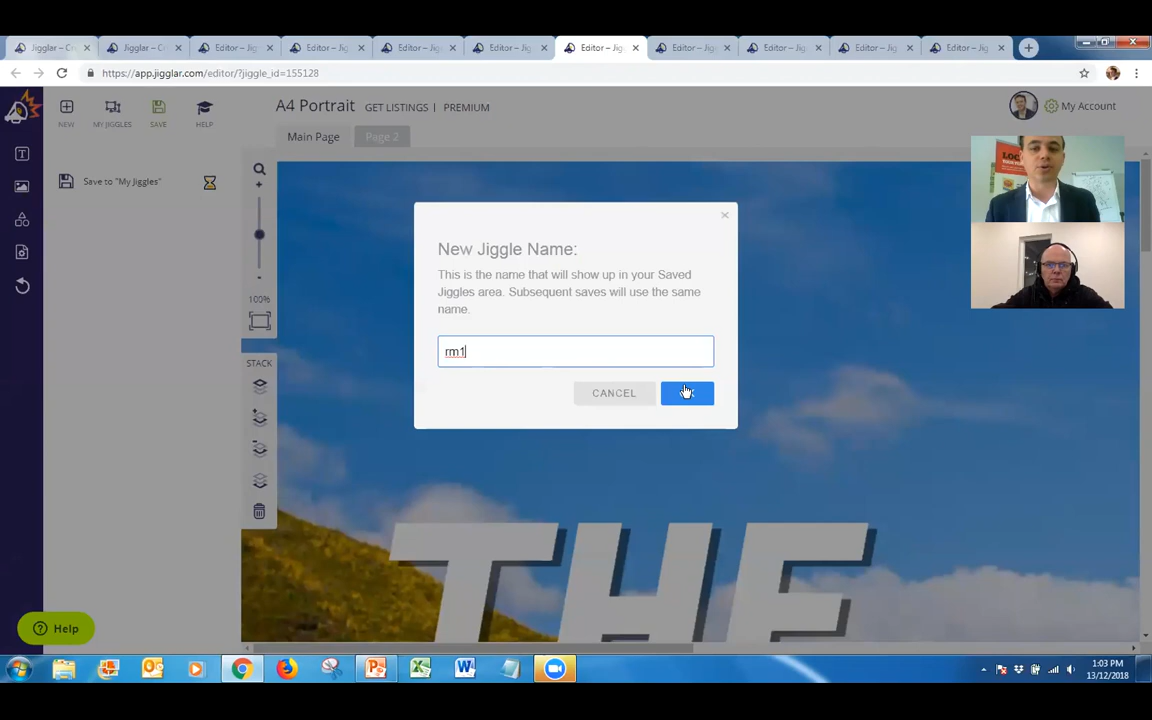 Jigglar – Cr
Jigglar – Cr
Editor – Jig
Editor – Jig
Editor – Jig
Editor – Jig
Editor – Jig
Editor – Jig
Editor – Jig
Editor – Jig
Editor – Jig
https://app.jigglar.com/editor/?jiggle_id=155128
NEW
MY JIGGLES
SAVE
HELP
A4 Portrait
GET LISTINGS
PREMIUM
My Account
Main Page
Page 2
Save to "My Jiggles"
100%
STACK
New Jiggle Name:
This is the name that will show up in your Saved
Jiggles area. Subsequent saves will use the same
name.
rm1
CANCEL
THE
Help
1:03 PM
13/12/2018